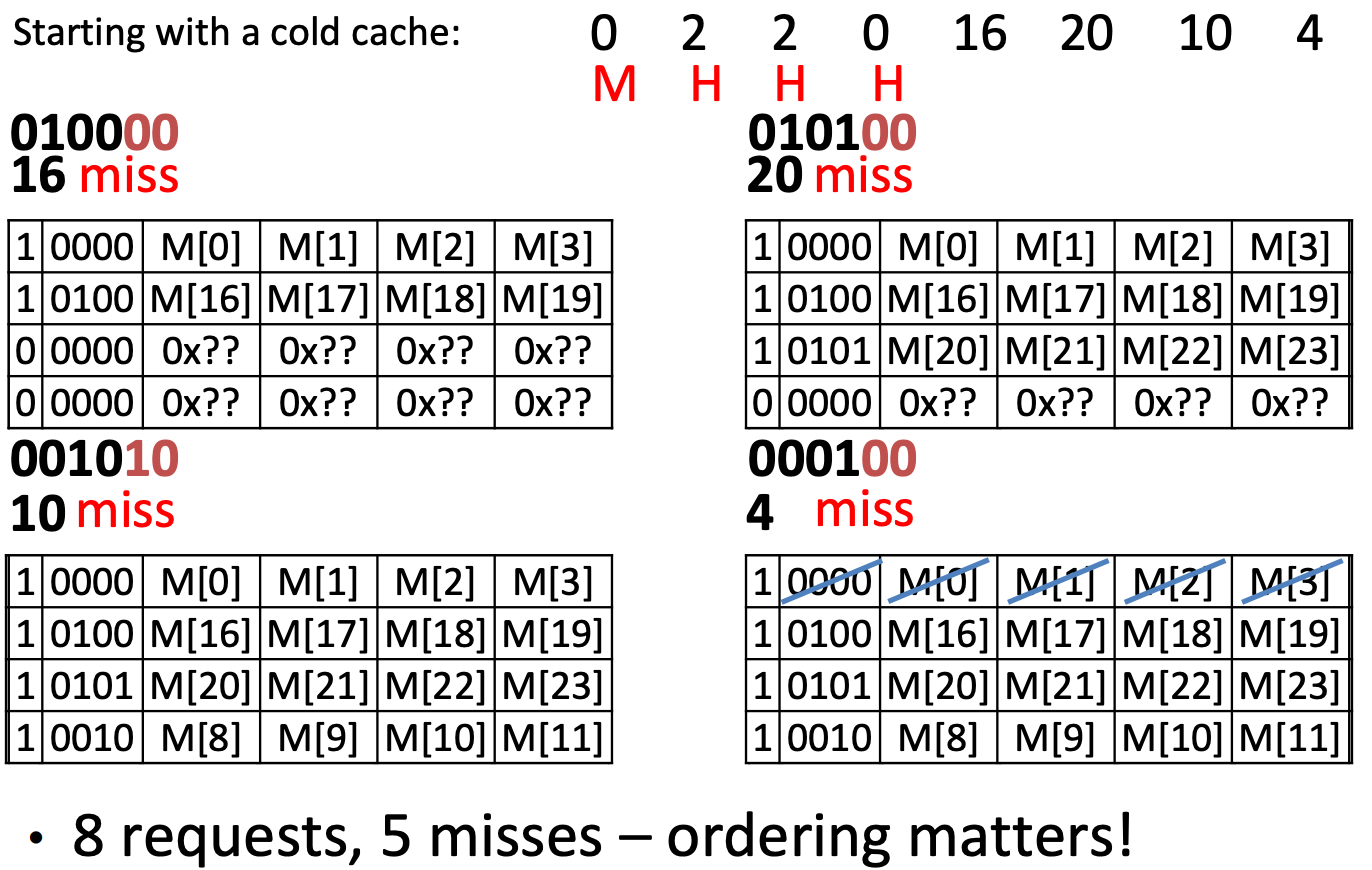 Starting with a cold cache: 0 2 2 0 16 20 10 4
M H H H
010000
16 miss
1 0000 M[0] M[1] M[2] M[3]
1 0100 M[16] M[17] M[18] M[19]
0 0000 0x?? 0x?? 0x?? 0x??
0 0000 0x?? 0x?? 0x?? 0x??
010100
20 miss
1 0000 M[0] M[1] M[2] M[3]
1 0100 M[16] M[17] M[18] M[19]
1 0101 M[20] M[21] M[22] M[23]
0 0000 0x?? 0x?? 0x?? 0x??
001010
10 miss
1 0000 M[0] M[1] M[2] M[3]
1 0100 M[16] M[17] M[18] M[19]
1 0101 M[20] M[21] M[22] M[23]
1 0010 M[8] M[9] M[10] M[11]
000100
4 miss
1 0000 M[0] M[1] M[2] M[3]
1 0100 M[16] M[17] M[18] M[19]
1 0101 M[20] M[21] M[22] M[23]
1 0010 M[8] M[9] M[10] M[11]
• 8 requests, 5 misses – ordering matters!